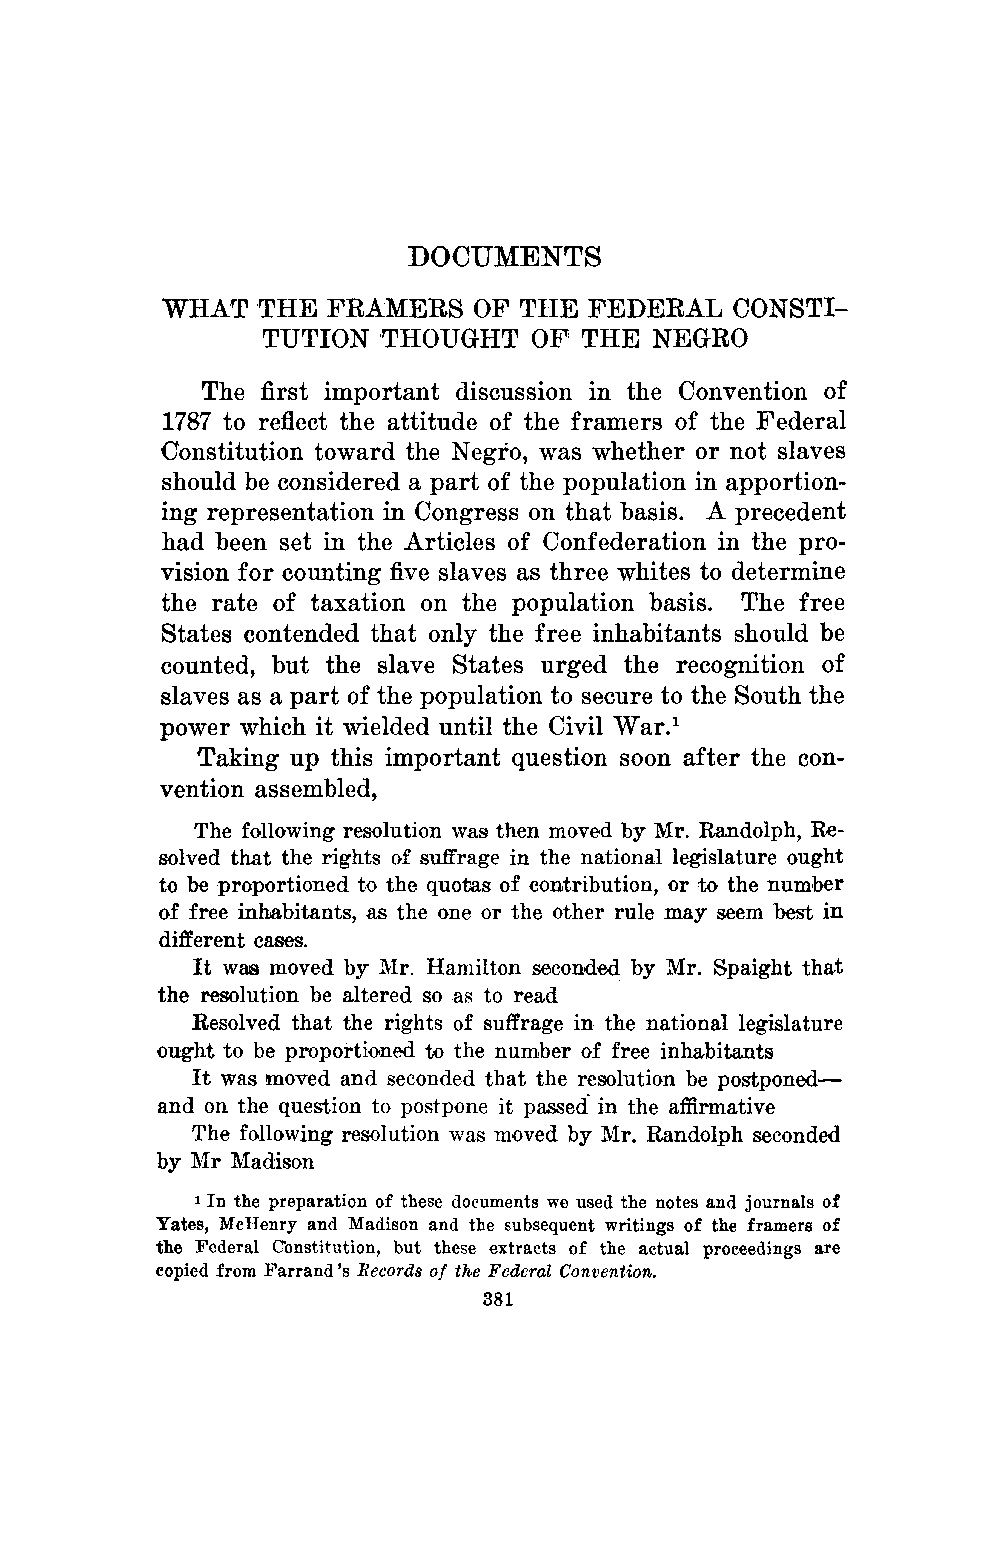 DOCUMENTS
WHAT THE FRAMERS OF THE FEDERAL CONSTI-
TUTION THOUGHT OF THE NEGRO
The first important discussion in the Convention of
1787 to reflect the attitude of the framers of the Federal
Constitution toward the Negro, was whether or not slaves
should be considered a part of the population in apportion-
ing representation in Congress on that basis. A precedent
had been set in the Articles of Confederation in the pro-
vision for counting five slaves as three whites to determine
the rate of taxation on the population basis. The free
States contended that only the free inhabitants should be
counted, but the slave States urged the recognition of
slaves as a part of the population to secure to the South the
power which it wielded until the Civil War.¹
Taking up this important question soon after the con-
vention assembled,
The following resolution was then moved by Mr. Randolph, Re-
solved that the rights of suffrage in the national legislature ought
to be proportioned to the quotas of contribution, or to the number
of free inhabitants, as the one or the other rule may seem best in
different cases.
It was moved by Mr. Hamilton seconded by Mr. Spaight that
the resolution be altered so as to read
Resolved that the rights of suffrage in the national legislature
ought to be proportioned to the number of free inhabitants
It was moved and seconded that the resolution be postponed—
and on the question to postpone it passed in the affirmative
The following resolution was moved by Mr. Randolph seconded
by Mr Madison
¹ In the preparation of these documents we used the notes and journals of
Yates, McHenry and Madison and the subsequent writings of the framers of
the Federal Constitution, but these extracts of the actual proceedings are
copied from Farrand's Records of the Federal Convention.
381